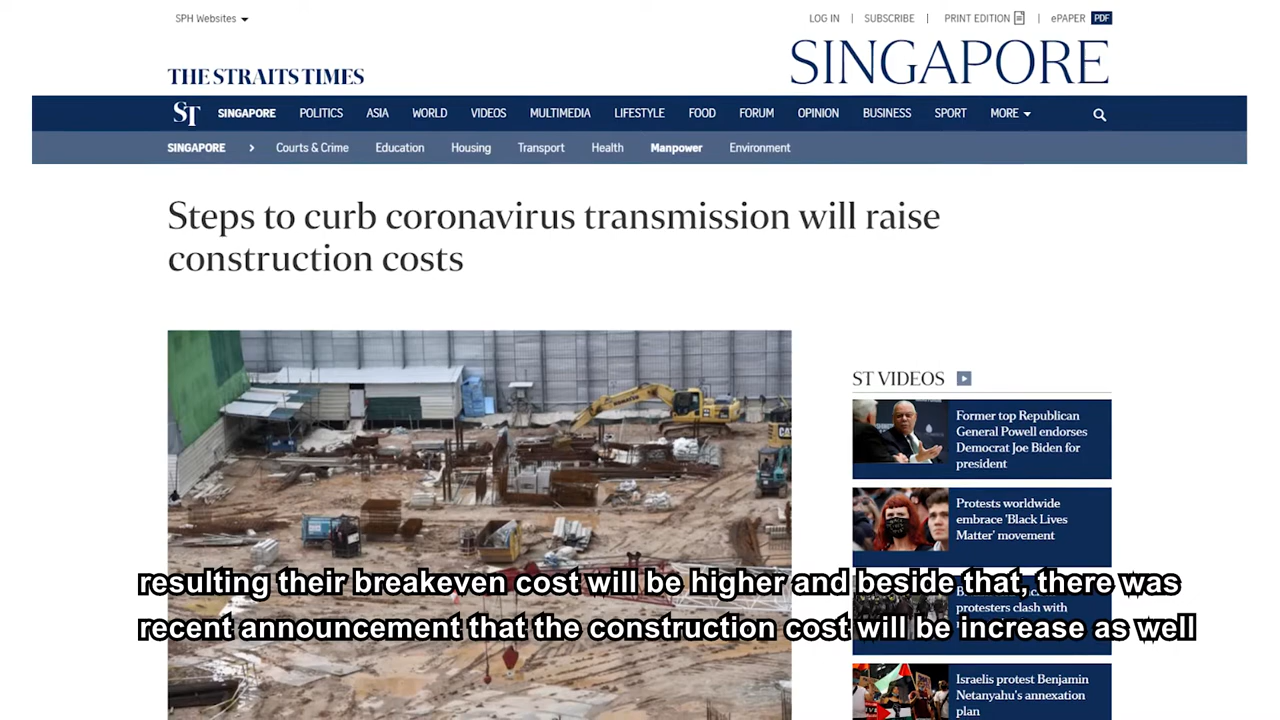 SPH Websites
LOG IN | SUBSCRIBE | PRINT EDITION | ePAPER PDF
THE STRAITS TIMES
SINGAPORE
ST SINGAPORE POLITICS ASIA WORLD VIDEOS MULTIMEDIA LIFESTYLE FOOD FORUM OPINION BUSINESS SPORT MORE
SINGAPORE > Courts & Crime Education Housing Transport Health Manpower Environment
Steps to curb coronavirus transmission will raise
construction costs
ST VIDEOS
Former top Republican
General Powell endorses
Democrat Joe Biden for
president
Protests worldwide
embrace 'Black Lives
Matter' movement
protesters clash with
Israelis protest Benjamin
Netanyahu's annexation
plan
KOMATSU
CAT
resulting their breakeven cost will be higher and beside that, there was
recent announcement that the construction cost will be increase as well